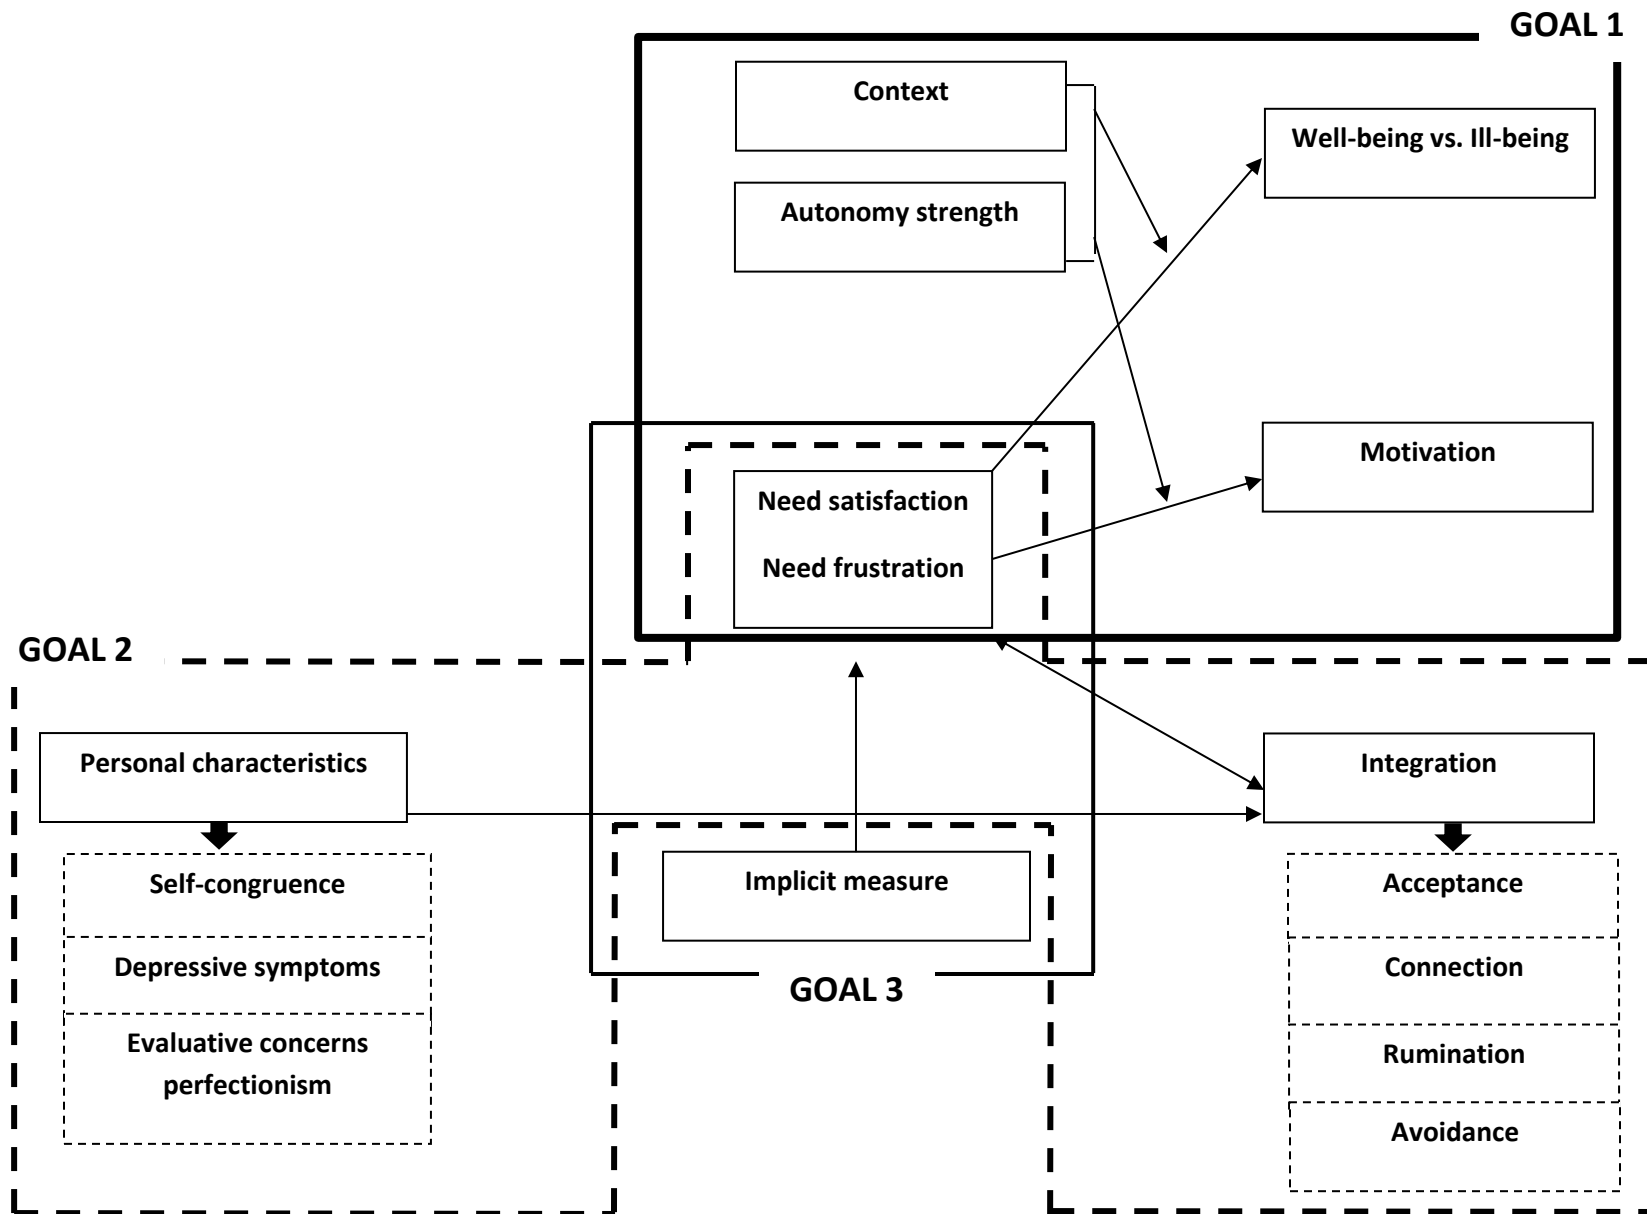 GOAL 1
Context
Well-being vs. Ill-being
Autonomy strength
Motivation
Need satisfaction
Need frustration
GOAL 2
Personal characteristics
Integration
Self-congruence
Implicit measure
Acceptance
Depressive symptoms
Connection
GOAL 3
Evaluative concerns
perfectionism
Rumination
Avoidance